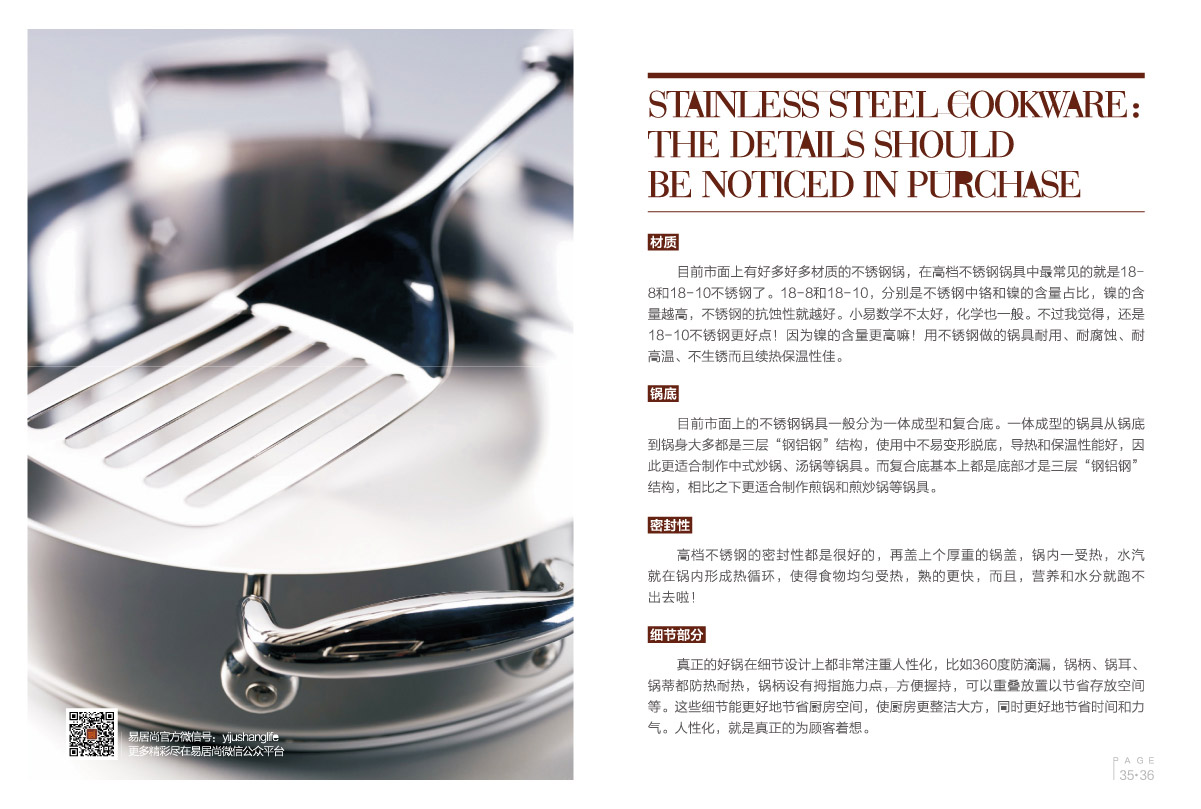 STAINLESS STEEL COOKWARE:
THE DETAILS SHOULD
BE NOTICED IN PURCHASE
材质
目前市面上有好多好多材质的不锈钢锅，在高档不锈钢锅具中最常见的就是18-
8和18-10不锈钢了。18-8和18-10，分别是不锈钢中铬和镍的含量占比，镍的含
量越高，不锈钢的抗蚀性就越好。小易数学不太好，化学也一般。不过我觉得，还是
18-10不锈钢更好点！因为镍的含量更高嘛！用不锈钢做的锅具耐用、耐腐蚀、耐
高温、不生锈而且续热保温性佳。
锅底
目前市面上的不锈钢锅具一般分为一体成型和复合底。一体成型的锅具从锅底
到锅身大多都是三层“钢铝钢”结构，使用中不易变形脱底，导热和保温性能好，因
此更适合制作中式炒锅、汤锅等锅具。而复合底基本上都是底部才是三层“钢铝钢”
结构，相比之下更适合制作煎锅和煎炒锅等锅具。
密封性
高档不锈钢的密封性都是很好的，再盖上个厚重的锅盖，锅内一受热，水汽
就在锅内形成热循环，使得食物均匀受热，熟的更快，而且，营养和水分就跑不
出去啦！
细节部分
真正的好锅在细节设计上都非常注重人性化，比如360度防滴漏，锅柄、锅耳、
锅蒂都防热耐热，锅柄设有拇指施力点，方便握持，可以重叠放置以节省存放空间
等。这些细节能更好地节省厨房空间，使厨房更整洁大方，同时更好地节省时间和力
气。人性化，就是真正的为顾客着想。
易居尚官方微信号：yijushanglife
更多精彩尽在易居尚微信公众平台
PAGE
35·36